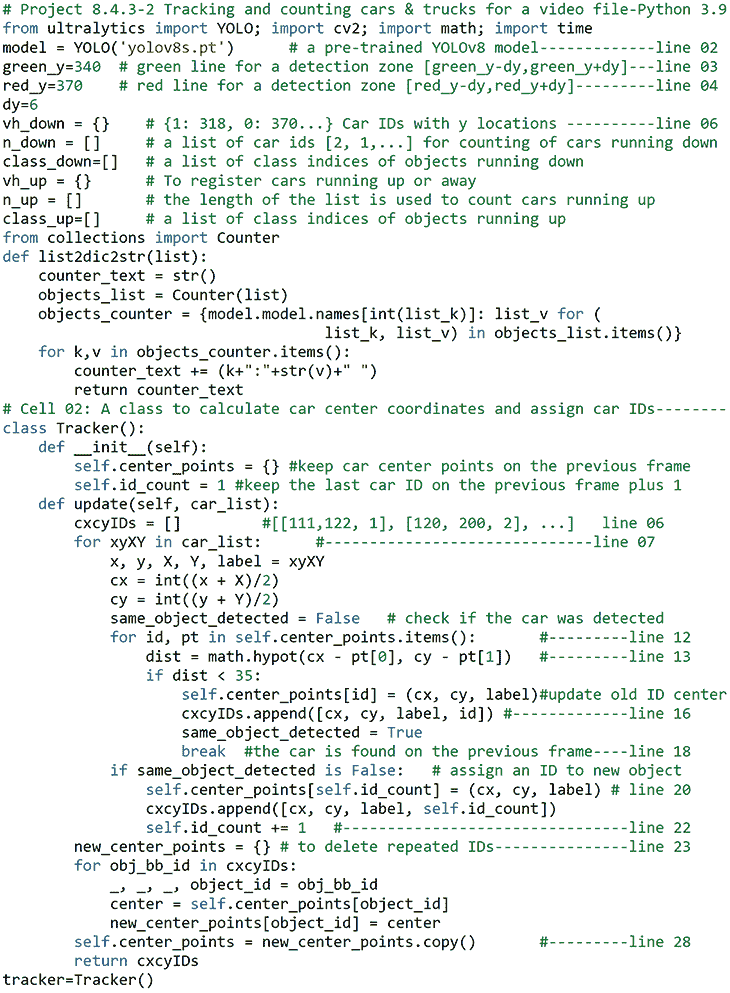 # Project 8.4.3-2 Tracking and counting cars & trucks for a video file-Python 3.9
from ultralytics import YOLO; import cv2; import math; import time
model = YOLO('yolov8s.pt')      # a pre-trained YOLOv8 model-------------line 02
green_y=340  # green line for a detection zone [green_y-dy,green_y+dy]---line 03
red_y=370    # red line for a detection zone [red_y-dy,red_y+dy]---------line 04
dy=6
vh_down = {}    # {1: 318, 0: 370...} Car IDs with y locations ----------line 06
n_down = []     # a list of car ids [2, 1,...] for counting of cars running down
class_down=[]   # a list of class indices of objects running down
vh_up = {}      # To register cars running up or away
n_up = []       # the length of the list is used to count cars running up
class_up=[]     # a list of class indices of objects running up
from collections import Counter
def list2dic2str(list):
    counter_text = str()
    objects_list = Counter(list)
    objects_counter = {model.model.names[int(list_k)]: list_v for (
                                    list_k, list_v) in objects_list.items()}
    for k,v in objects_counter.items():
        counter_text += (k+":"+str(v)+" ")
        return counter_text
# Cell 02: A class to calculate car center coordinates and assign car IDs--------
class Tracker():
    def __init__(self):
        self.center_points = {} #keep car center points on the previous frame
        self.id_count = 1 #keep the last car ID on the previous frame plus 1
    def update(self, car_list):
        cxcyIDs = []         #[[111,122, 1], [120, 200, 2], ...]   line 06
        for xyXY in car_list:      #-------------------------------line 07
            x, y, X, Y, label = xyXY
            cx = int((x + X)/2)
            cy = int((y + Y)/2)
            same_object_detected = False   # check if the car was detected
            for id, pt in self.center_points.items():       #---------line 12
                dist = math.hypot(cx - pt[0], cy - pt[1])   #---------line 13
                if dist < 35:
                    self.center_points[id] = (cx, cy, label)#update old ID center
                    cxcyIDs.append([cx, cy, label, id]) #-------------line 16
                    same_object_detected = True
                    break  #the car is found on the previous frame----line 18
            if same_object_detected is False:   # assign an ID to new object
                self.center_points[self.id_count] = (cx, cy, label) # line 20
                cxcyIDs.append([cx, cy, label, self.id_count])
                self.id_count += 1   #--------------------------------line 22
        new_center_points = {} # to delete repeated IDs---------------line 23
        for obj_bb_id in cxcyIDs:
            _, _, _, object_id = obj_bb_id
            center = self.center_points[object_id]
            new_center_points[object_id] = center
        self.center_points = new_center_points.copy()       #---------line 28
        return cxcyIDs
tracker=Tracker()